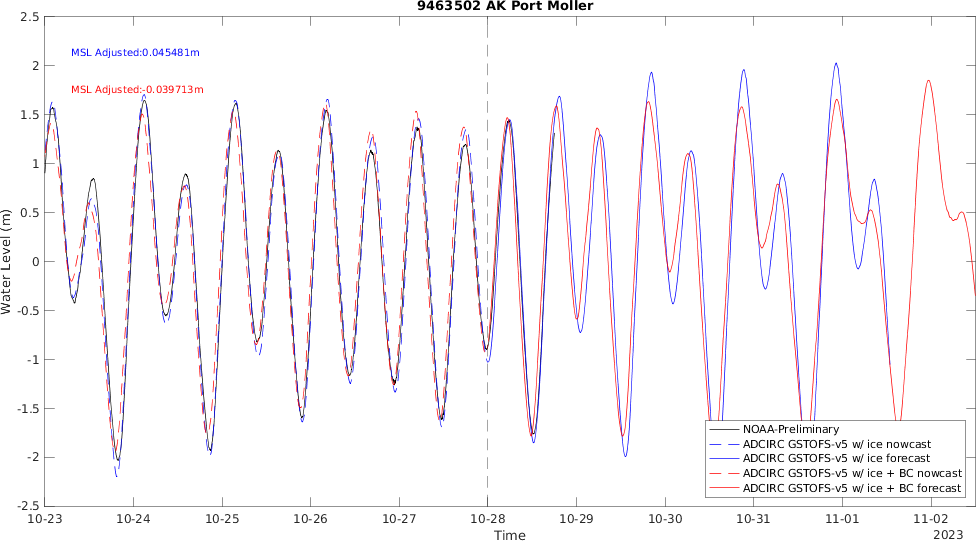 9463502 AK Port Moller
MSL Adjusted:0.045481m
MSL Adjusted:-0.039713m
Water Level (m)
2.5
2
1.5
1
0.5
0
-0.5
-1
-1.5
-2
-2.5
NOAA-Preliminary
ADCIRC GSTOFS-v5 w/ ice nowcast
ADCIRC GSTOFS-v5 w/ ice forecast
ADCIRC GSTOFS-v5 w/ ice + BC nowcast
ADCIRC GSTOFS-v5 w/ ice + BC forecast
10-23 10-24 10-25 10-26 10-27 10-28 10-29 10-30 10-31 11-01 11-02
Time
2023